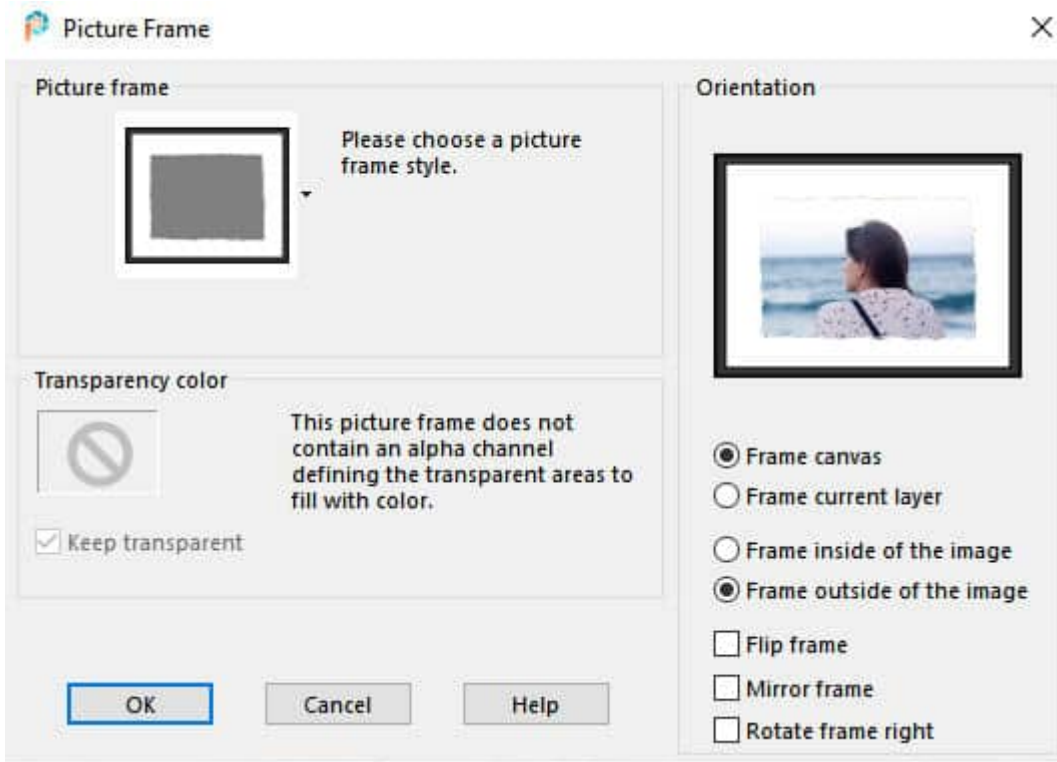 Picture Frame
Picture frame
Please choose a picture
frame style.
Transparency color
This picture frame does not
contain an alpha channel
defining the transparent areas to
fill with color.
Keep transparent
OK
Cancel
Help
Orientation
Frame canvas
Frame current layer
Frame inside of the image
Frame outside of the image
Flip frame
Mirror frame
Rotate frame right